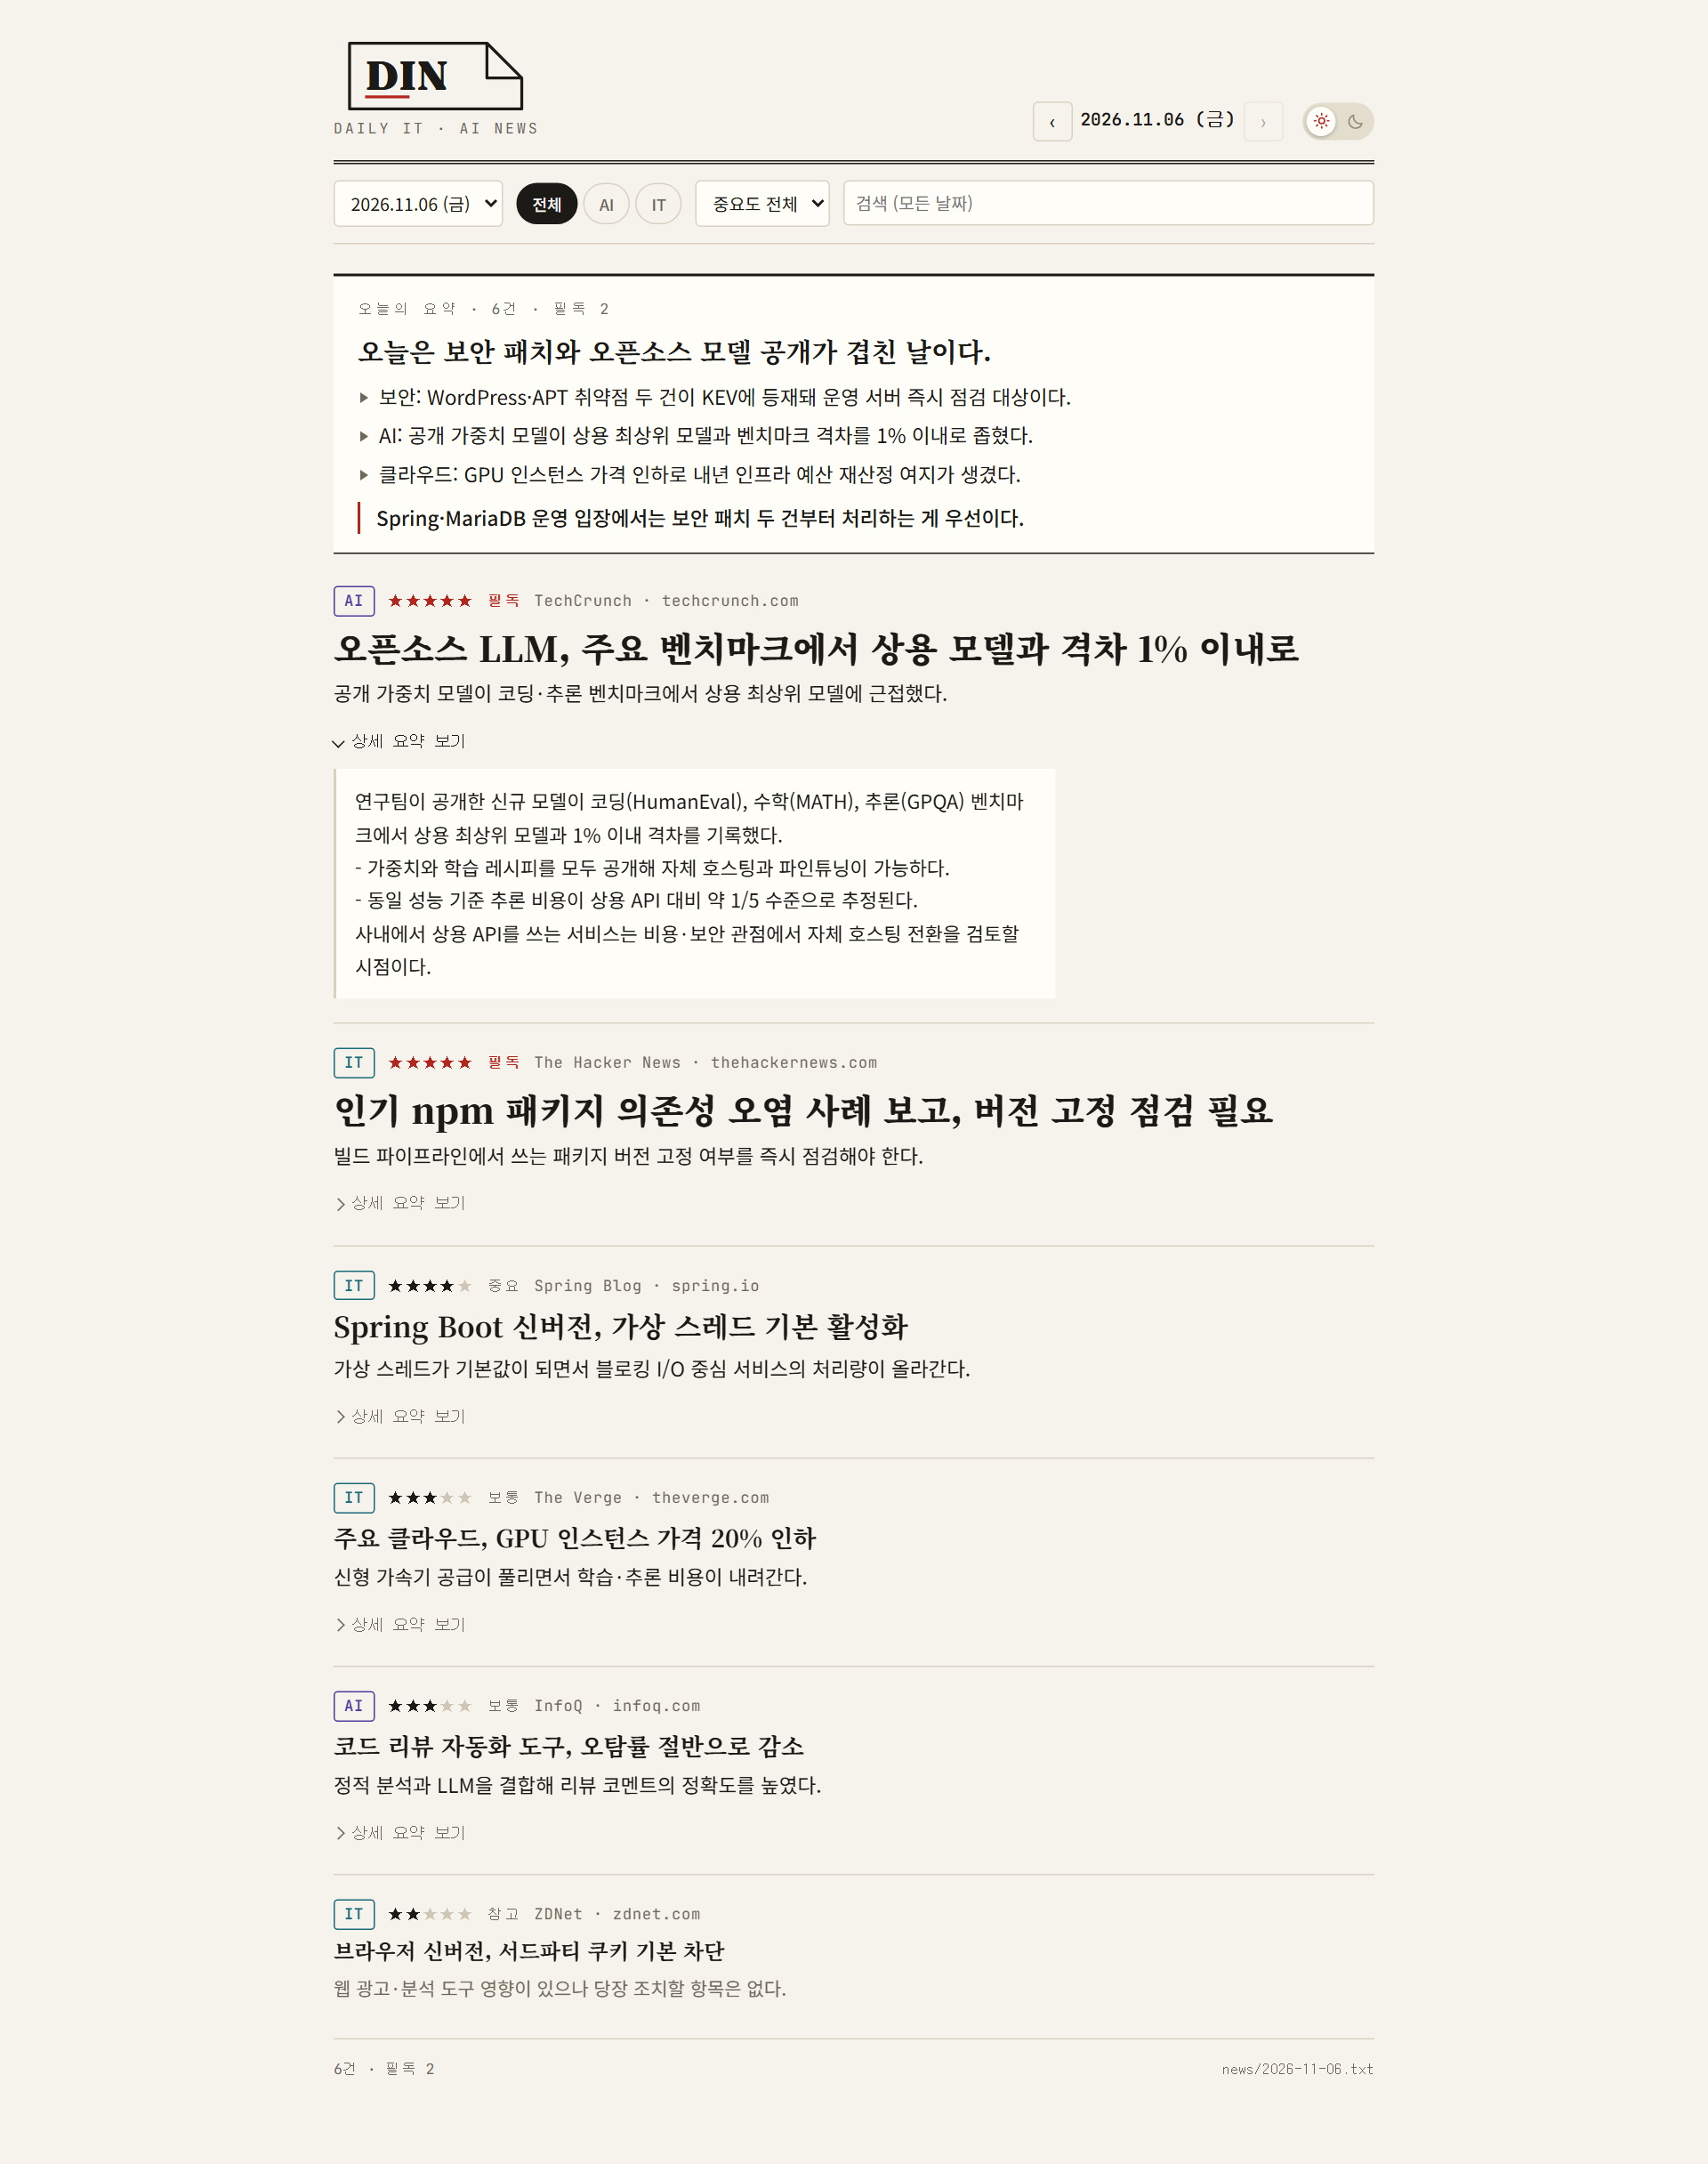 DIN
DAILY IT · AI NEWS
‹ 2026.11.06 (금) ›
2026.11.06 (금) 전체 AI IT 중요도 전체 검색 (모든 날짜)
오늘의 요약 · 6건 · 필독 2
오늘은 보안 패치와 오픈소스 모델 공개가 겹친 날이다.
보안: WordPress·APT 취약점 두 건이 KEV에 등재돼 운영 서버 즉시 점검 대상이다.
AI: 공개 가중치 모델이 상용 최상위 모델과 벤치마크 격차를 1% 이내로 좁혔다.
클라우드: GPU 인스턴스 가격 인하로 내년 인프라 예산 재산정 여지가 생겼다.
Spring·MariaDB 운영 입장에서는 보안 패치 두 건부터 처리하는 게 우선이다.
AI ★★★★★ 필독 TechCrunch · techcrunch.com
오픈소스 LLM, 주요 벤치마크에서 상용 모델과 격차 1% 이내로
공개 가중치 모델이 코딩·추론 벤치마크에서 상용 최상위 모델에 근접했다.
상세 요약 보기
연구팀이 공개한 신규 모델이 코딩(HumanEval), 수학(MATH), 추론(GPQA) 벤치마
크에서 상용 최상위 모델과 1% 이내 격차를 기록했다.
- 가중치와 학습 레시피를 모두 공개해 자체 호스팅과 파인튜닝이 가능하다.
- 동일 성능 기준 추론 비용이 상용 API 대비 약 1/5 수준으로 추정된다.
사내에서 상용 API를 쓰는 서비스는 비용·보안 관점에서 자체 호스팅 전환을 검토할
시점이다.
IT ★★★★★ 필독 The Hacker News · thehackernews.com
인기 npm 패키지 의존성 오염 사례 보고, 버전 고정 점검 필요
빌드 파이프라인에서 쓰는 패키지 버전 고정 여부를 즉시 점검해야 한다.
상세 요약 보기
IT ★★★★★ 중요 Spring Blog · spring.io
Spring Boot 신버전, 가상 스레드 기본 활성화
가상 스레드가 기본값이 되면서 블로킹 I/O 중심 서비스의 처리량이 올라간다.
상세 요약 보기
IT ★★★★★ 보통 The Verge · theverge.com
주요 클라우드, GPU 인스턴스 가격 20% 인하
신형 가속기 공급이 풀리면서 학습·추론 비용이 내려간다.
상세 요약 보기
AI ★★★★★ 보통 InfoQ · infoq.com
코드 리뷰 자동화 도구, 오탐률 절반으로 감소
정적 분석과 LLM을 결합해 리뷰 코멘트의 정확도를 높였다.
상세 요약 보기
IT ★★★★★ 참고 ZDNet · zdnet.com
브라우저 신버전, 서드파티 쿠키 기본 차단
웹 광고·분석 도구 영향이 있으나 당장 조치할 항목은 없다.
6건 · 필독 2
news/2026-11-06.txt